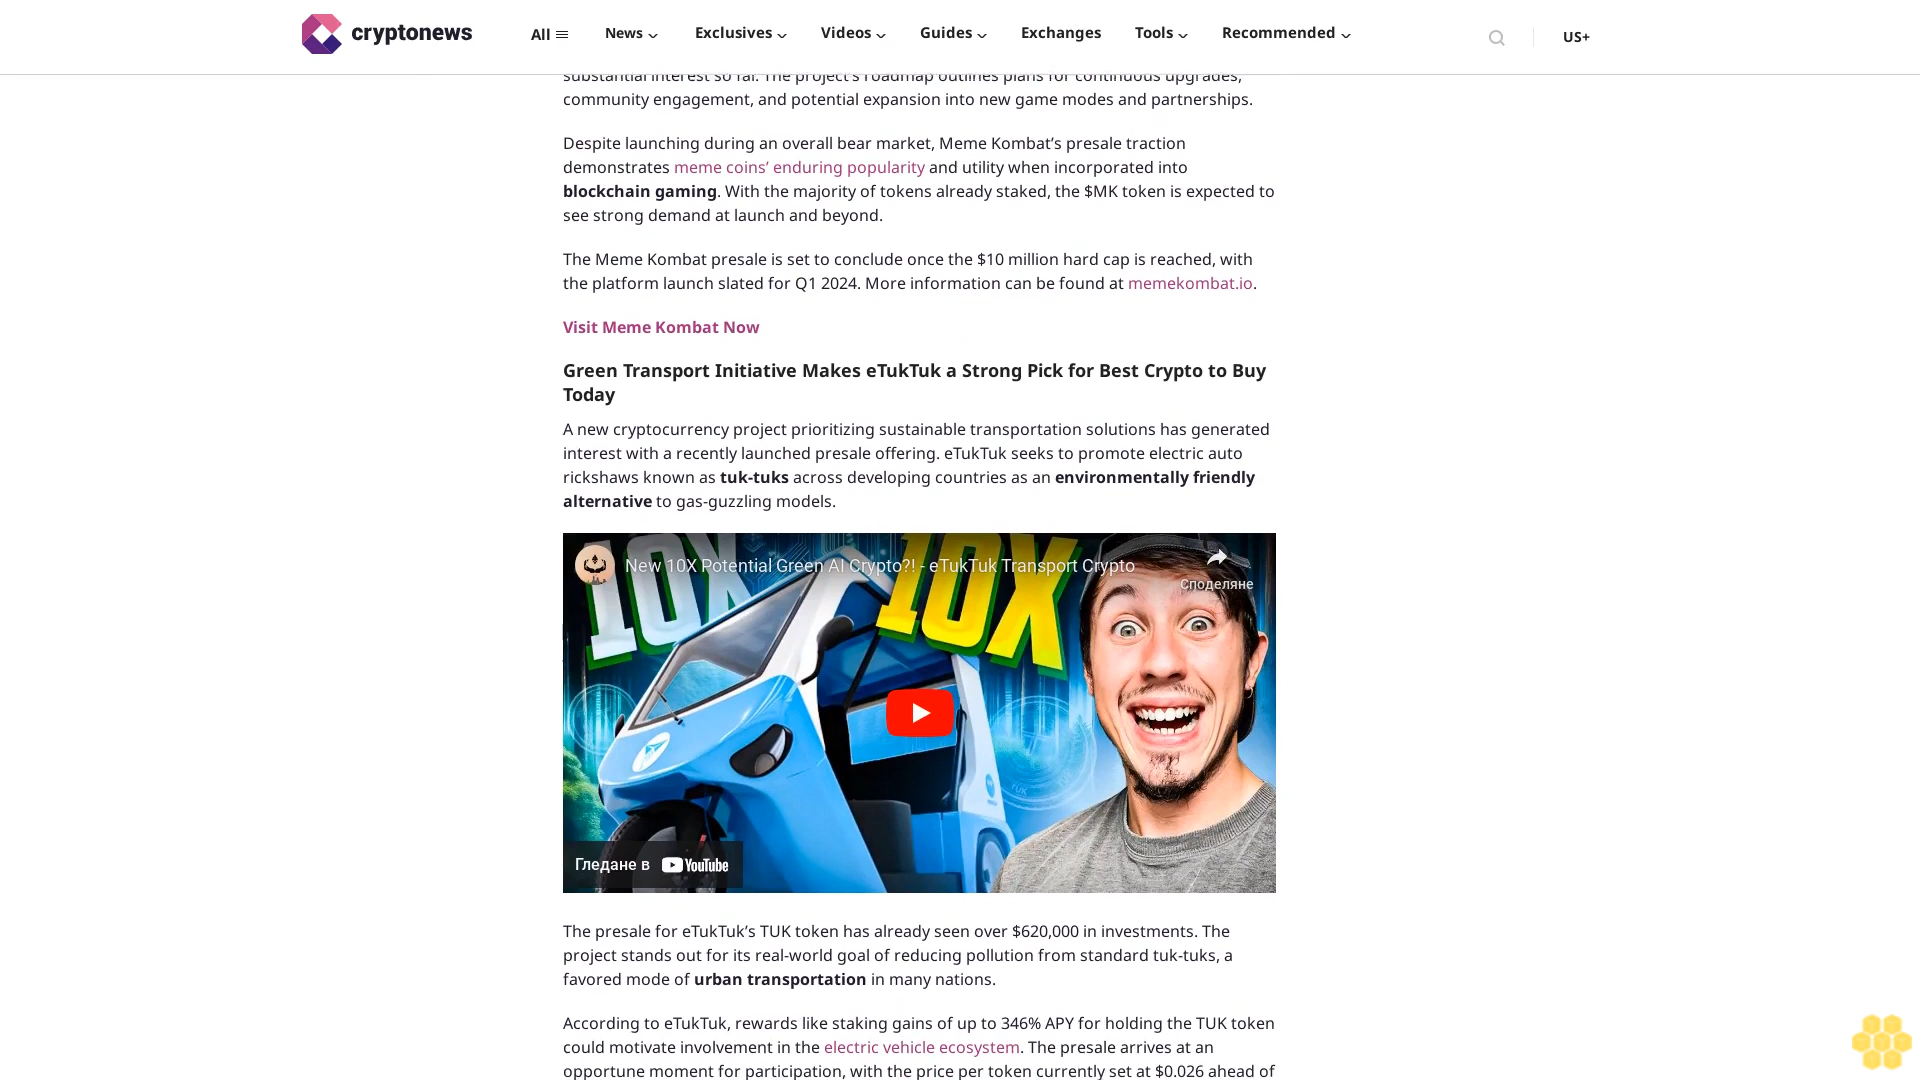 cryptonews
All
News
Exclusives
Videos
Guides
Exchanges
Tools
Recommended
US+
substantial interest so far. The project's roadmap outlines plans for continuous upgrades,
community engagement, and potential expansion into new game modes and partnerships.
Despite launching during an overall bear market, Meme Kombat’s presale traction
demonstrates meme coins’ enduring popularity and utility when incorporated into
blockchain gaming. With the majority of tokens already staked, the $MK token is expected to
see strong demand at launch and beyond.
The Meme Kombat presale is set to conclude once the $10 million hard cap is reached, with
the platform launch slated for Q1 2024. More information can be found at memekombat.io.
Visit Meme Kombat Now
Green Transport Initiative Makes eTukTuk a Strong Pick for Best Crypto to Buy
Today
A new cryptocurrency project prioritizing sustainable transportation solutions has generated
interest with a recently launched presale offering. eTukTuk seeks to promote electric auto
rickshaws known as tuk-tuks across developing countries as an environmentally friendly
alternative to gas-guzzling models.
10X
10X
New 10X Potential Green AI Crypto?! - eTukTuk Transport Crypto
Споделяне
TUK
Гледане в YouTube
The presale for eTukTuk’s TUK token has already seen over $620,000 in investments. The
project stands out for its real-world goal of reducing pollution from standard tuk-tuks, a
favored mode of urban transportation in many nations.
According to eTukTuk, rewards like staking gains of up to 346% APY for holding the TUK token
could motivate involvement in the electric vehicle ecosystem. The presale arrives at an
opportune moment for participation, with the price per token currently set at $0.026 ahead of